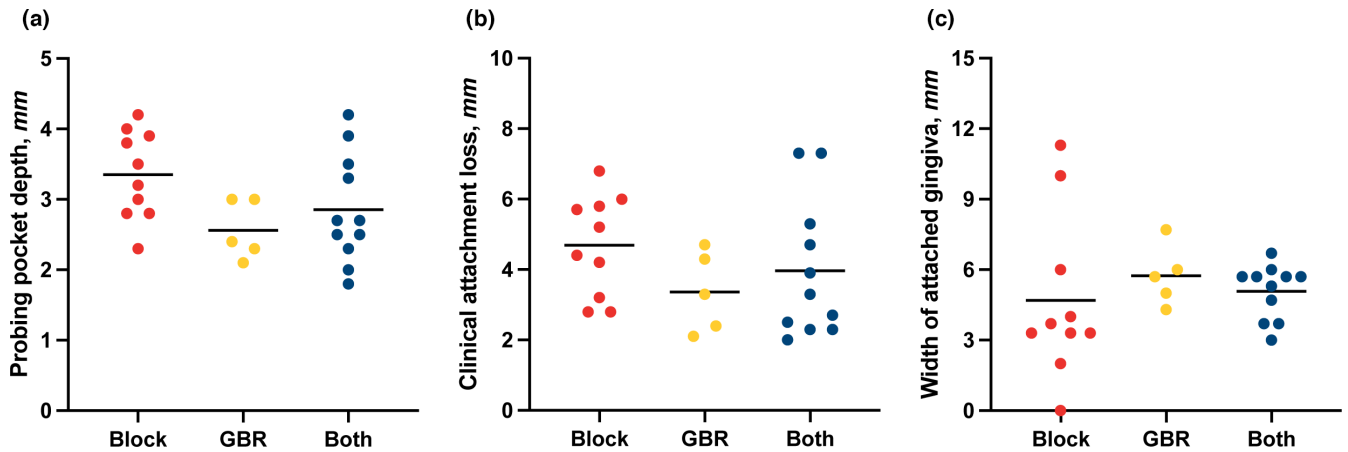 (a)
Probing pocket depth, mm
5
4
3
2
1
0
Block GBR Both
(b)
Clinical attachment loss, mm
10
8
6
4
2
0
Block GBR Both
(c)
Width of attached gingiva, mm
15
12
9
6
3
0
Block GBR Both